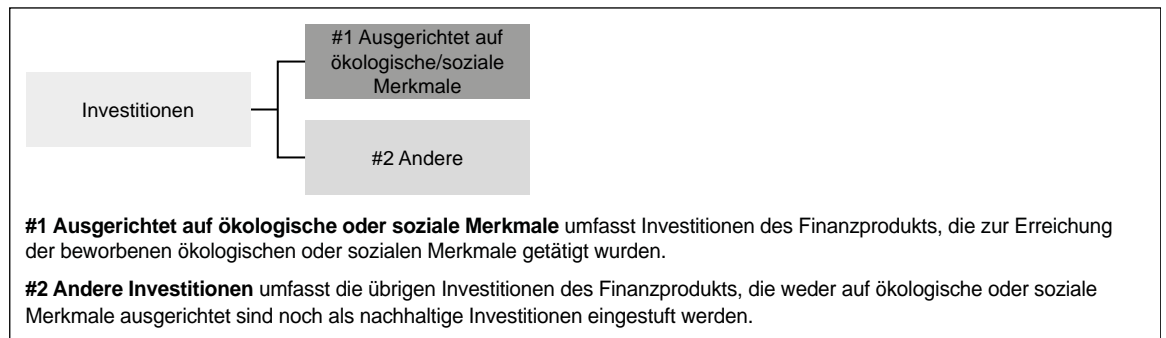 #1 Ausgerichtet auf
ökologische/soziale
Merkmale
Investitionen
#2 Andere
#1 Ausgerichtet auf ökologische oder soziale Merkmale umfasst Investitionen des Finanzprodukts, die zur Erreichung
der beworbenen ökologischen oder sozialen Merkmale getätigt wurden.
#2 Andere Investitionen umfasst die übrigen Investitionen des Finanzprodukts, die weder auf ökologische oder soziale
Merkmale ausgerichtet sind noch als nachhaltige Investitionen eingestuft werden.